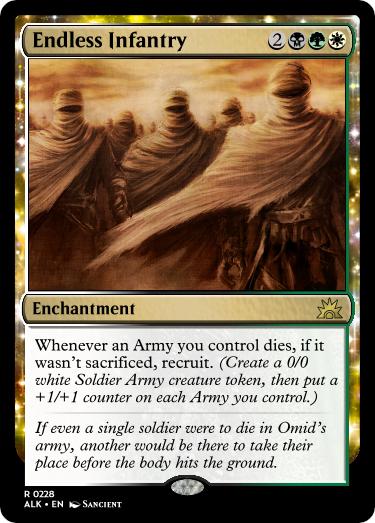 Endless Infantry 2
Enchantment
Whenever an Army you control dies, if it
wasn't sacrificed, recruit. (Create a 0/0
white Soldier Army creature token, then put a
+1/+1 counter on each Army you control.)
If even a single soldier were to die in Omid's
army, another would be there to take their
place before the body hits the ground.
R 0228
ALK • EN SANCIENT